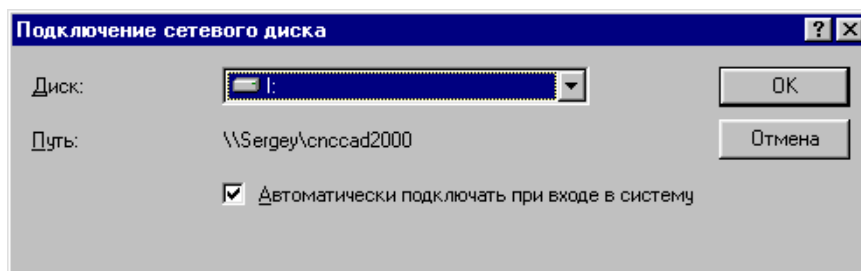 Подключение сетевого диска
Диск: I: OK
Путь: \\Sergey\cnccad2000 Отмена
Автоматически подключать при входе в систему